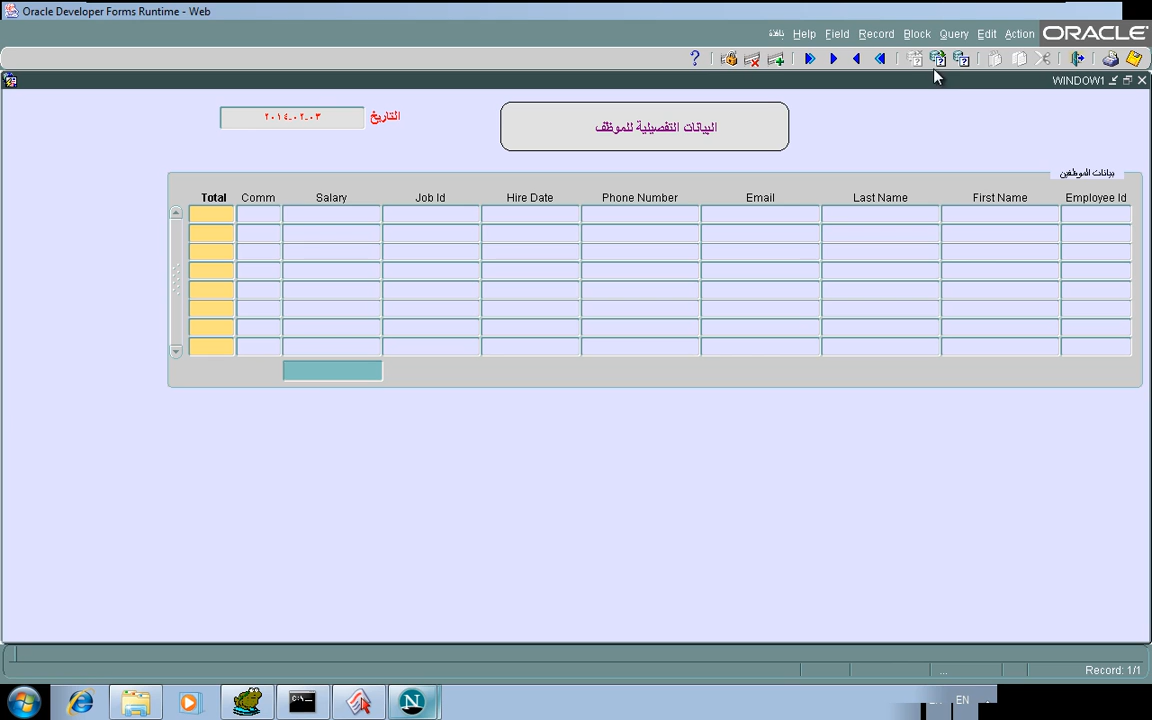 Oracle Developer Forms Runtime - Web
نافذة Help Field Record Block Query Edit Action ORACLE
WINDOW1
التاريخ ٢٠١٤-٠٢-٠٣
البيانات التفصيلية للموظف
بيانات الموظفين
Total Comm Salary Job Id Hire Date Phone Number Email Last Name First Name Employee Id
...
Record: 1/1
C:\.
EN